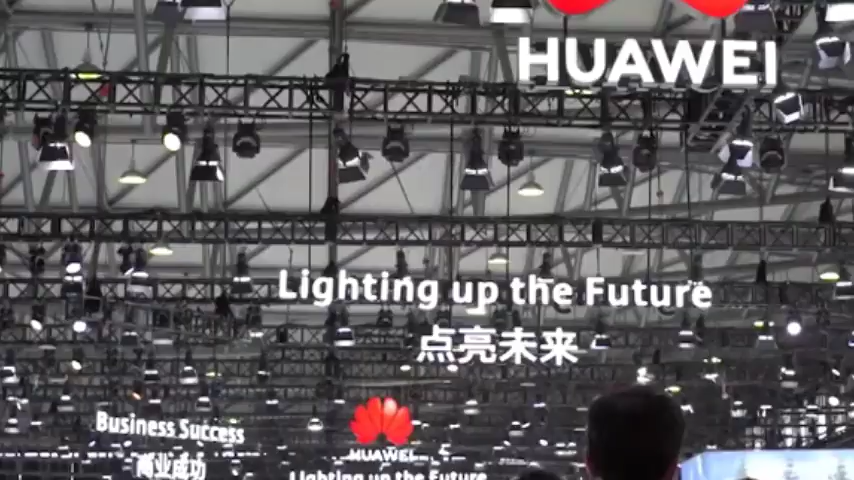 HUAWEI
Lighting up the Future
点亮未来
Business Success
商业成功
HUAWEI
Lighting up the Future